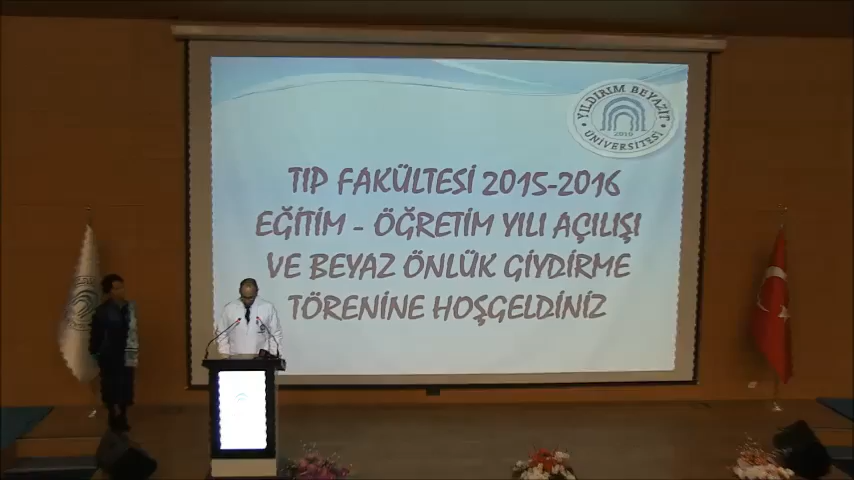 YILDIRIM BEYAZIT
2010
ÜNİVERSİTESİ
TIP FAKÜLTESİ 2015-2016
EĞİTİM - ÖĞRETİM YILI AÇILIŞI
VE BEYAZ ÖNLÜK GİYDİRME
TÖRENİNE HOŞGELDİNİZ